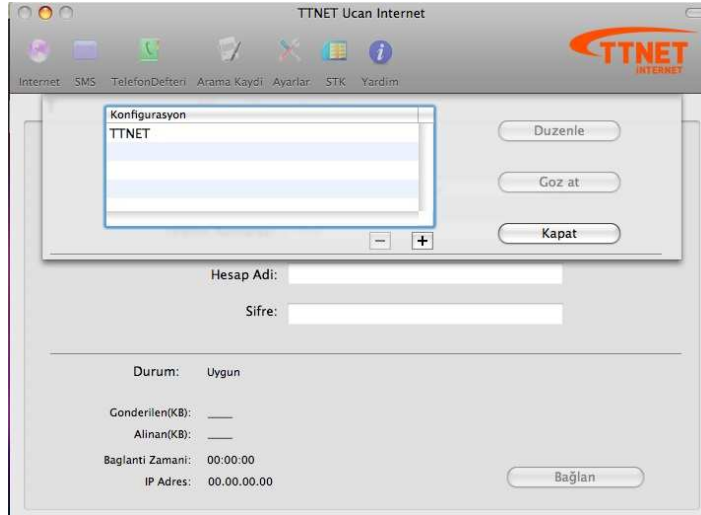 TTNET Ucan Internet
TTNET
INTERNET
Internet SMS TelefonDefteri Arama Kaydi Ayarlar STK Yardim
Konfigurasyon
TTNET
Duzenle
Goz at
Kapat
Hesap Adi:
Sifre:
Durum: Uygun
Gonderilen(KB):
Alinan(KB):
Baglanti Zamani: 00:00:00
IP Adres: 00.00.00.00
Bağlan